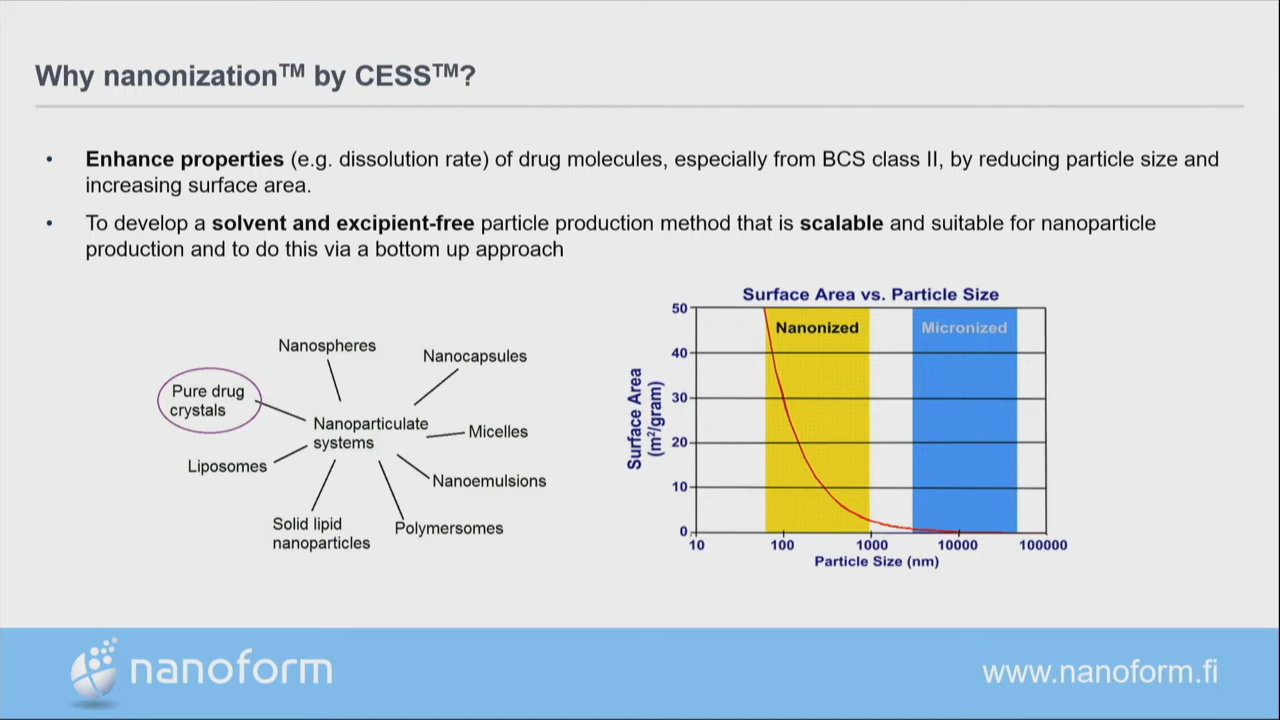 Why nanonization™ by CESS™?
• Enhance properties (e.g. dissolution rate) of drug molecules, especially from BCS class II, by reducing particle size and
increasing surface area.
• To develop a solvent and excipient-free particle production method that is scalable and suitable for nanoparticle
production and to do this via a bottom up approach
Nanospheres
Nanocapsules
Pure drug
crystals
Nanoparticulate
systems
Micelles
Liposomes
Nanoemulsions
Solid lipid
nanoparticles
Polymersomes
Surface Area vs. Particle Size
Nanonized
Micronized
Surface Area
(m²/gram)
50
40
30
20
10
0
10 100 1000 10000 100000
Particle Size (nm)
nanoform
www.nanoform.fi